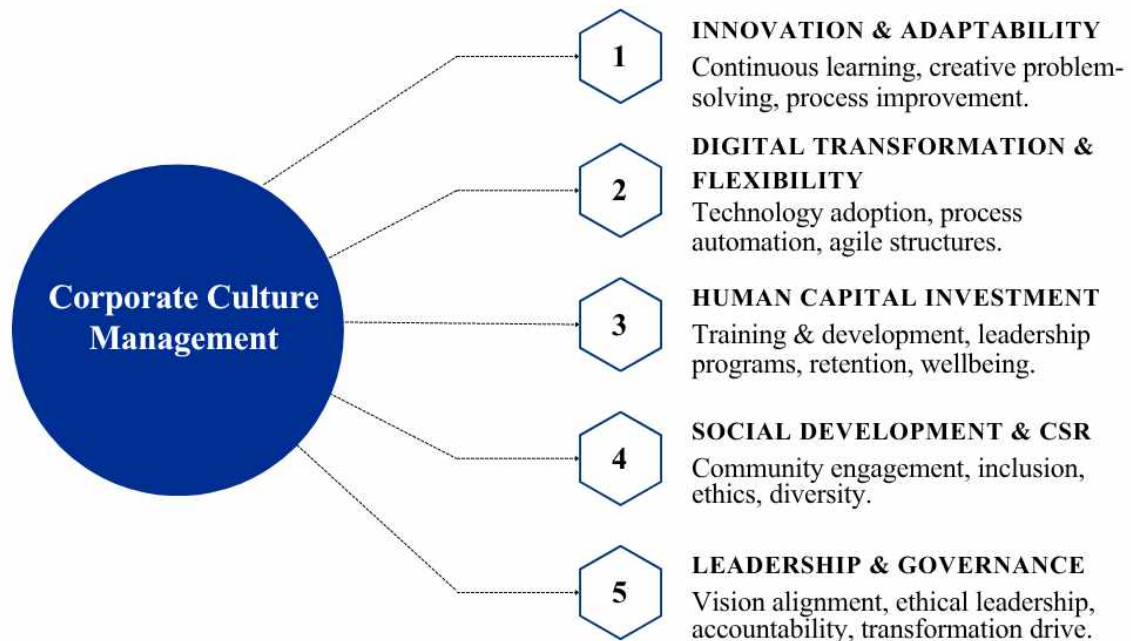 Corporate Culture
Management
1
INNOVATION & ADAPTABILITY
Continuous learning, creative problem-
solving, process improvement.
2
DIGITAL TRANSFORMATION &
FLEXIBILITY
Technology adoption, process
automation, agile structures.
3
HUMAN CAPITAL INVESTMENT
Training & development, leadership
programs, retention, wellbeing.
4
SOCIAL DEVELOPMENT & CSR
Community engagement, inclusion,
ethics, diversity.
5
LEADERSHIP & GOVERNANCE
Vision alignment, ethical leadership,
accountability, transformation drive.